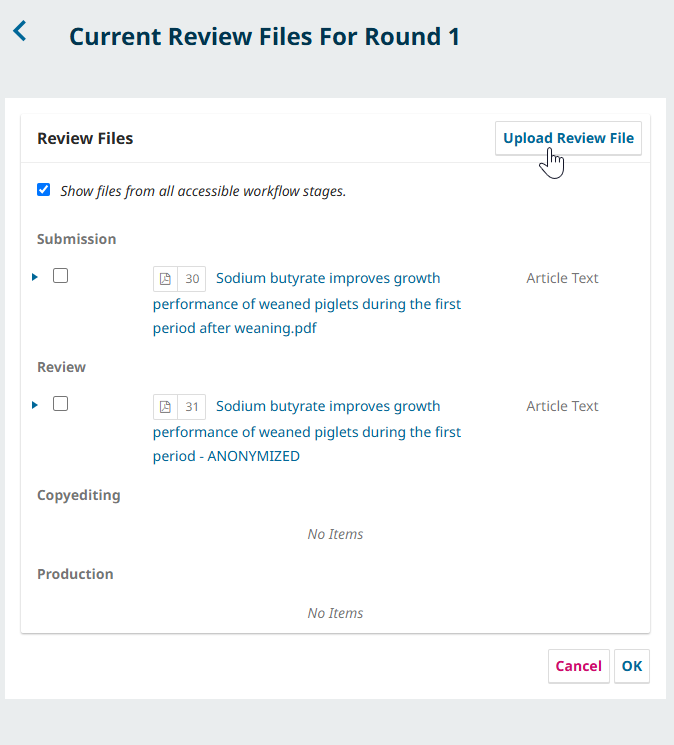 Current Review Files For Round 1
Review Files
Upload Review File
Show files from all accessible workflow stages.
Submission
30 Sodium butyrate improves growth Article Text
performance of weaned piglets during the first
period after weaning.pdf
Review
31 Sodium butyrate improves growth Article Text
performance of weaned piglets during the first
period - ANONYMIZED
Copyediting
No Items
Production
No Items
Cancel OK